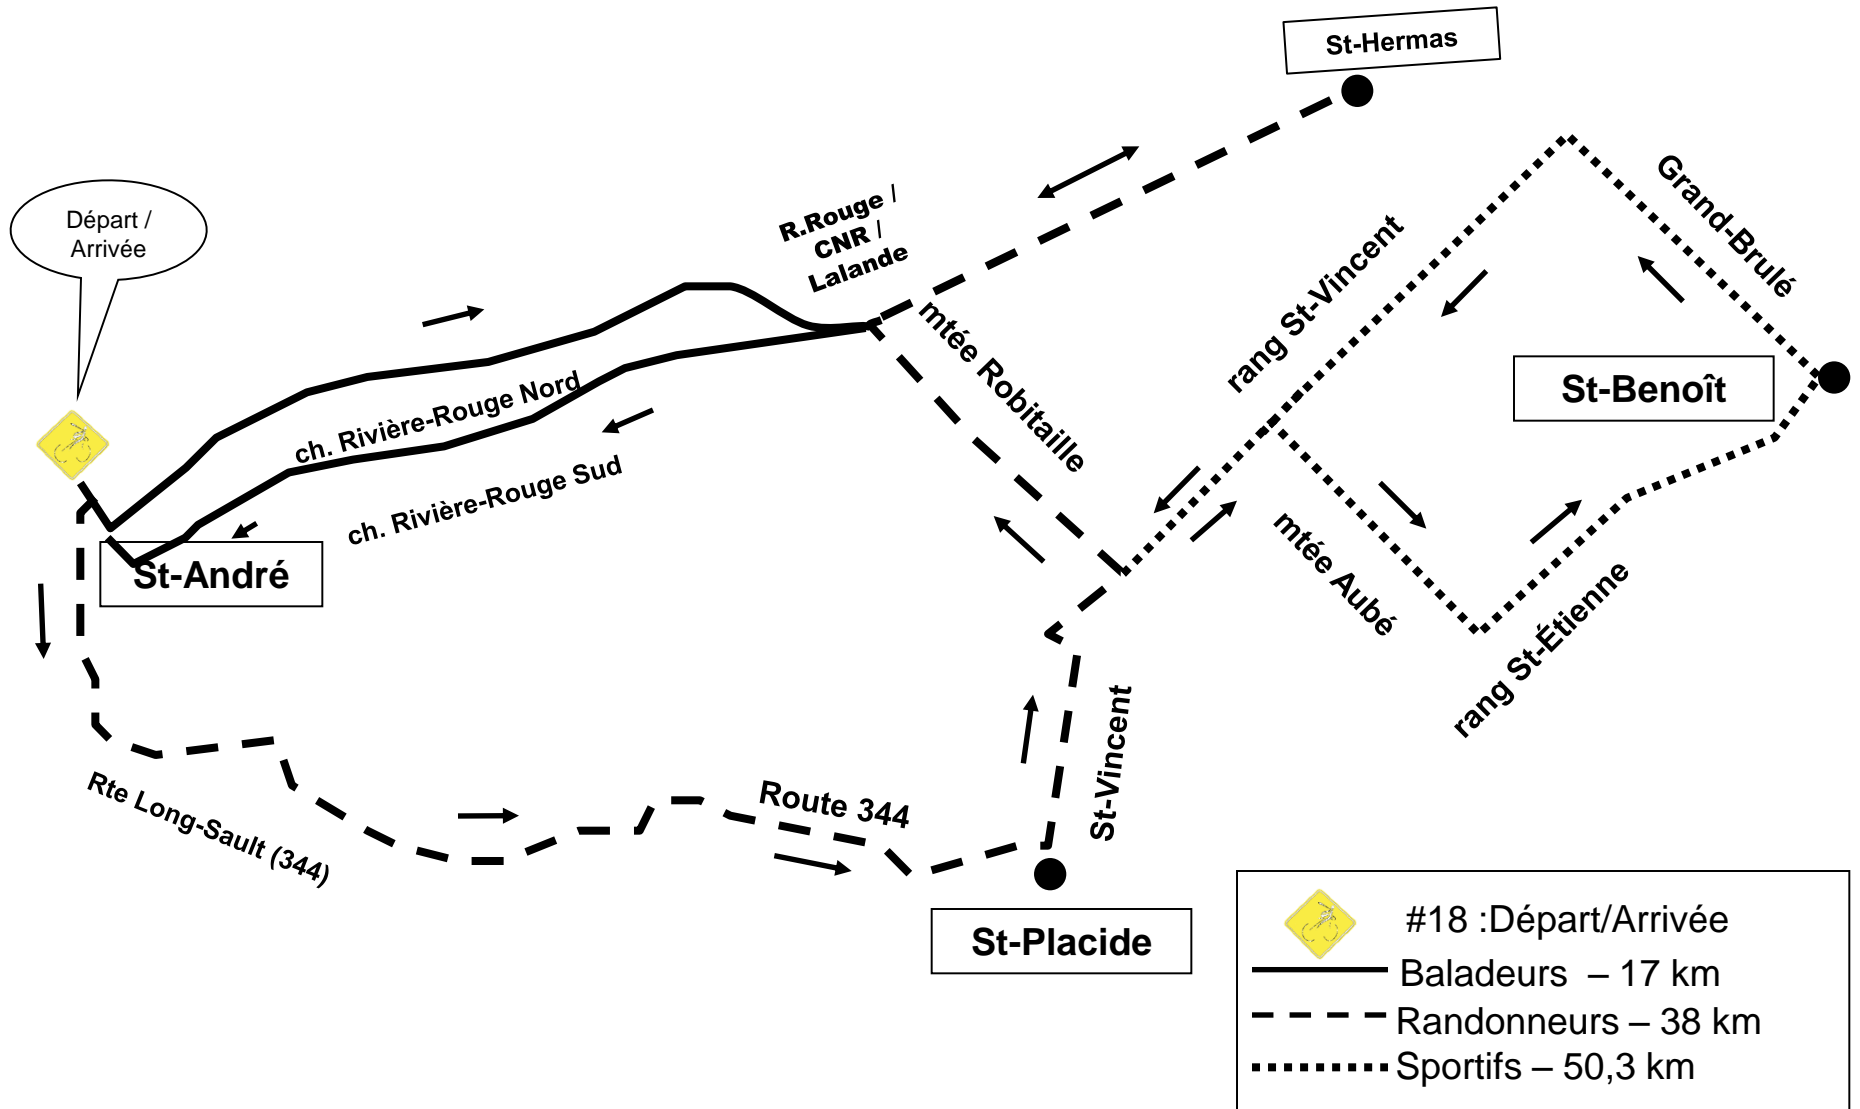 St-Hermas
Départ /
Arrivée
R.Rouge /
CNR /
Lalande
Grand-Brulé
rang St-Vincent
mtée Robitaille
St-Benoît
ch. Rivière-Rouge Nord
ch. Rivière-Rouge Sud
St-André
mtée Aubé
rang St-Étienne
St-Vincent
Rte Long-Sault (344)
Route 344
St-Placide
#18 :Départ/Arrivée
Baladeurs – 17 km
Randonneurs – 38 km
Sportifs – 50,3 km